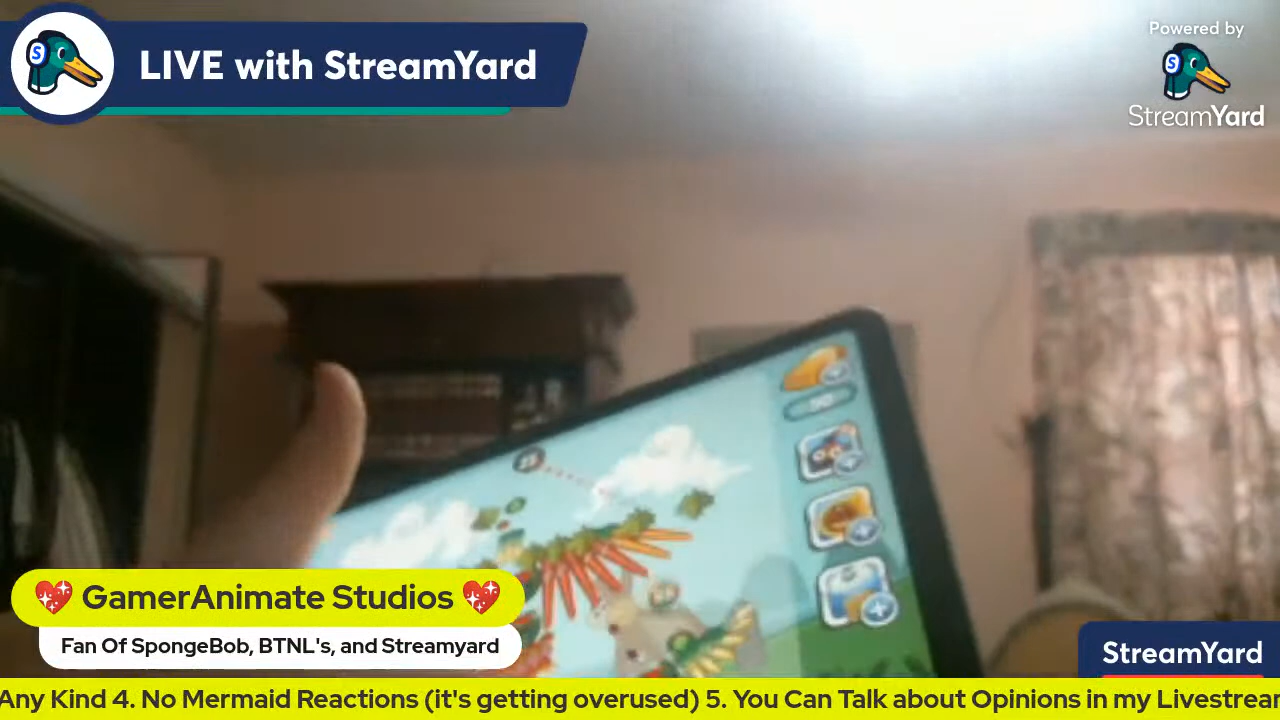 LIVE with StreamYard
Powered by
StreamYard
💖 GamerAnimate Studios 💖
Fan Of SpongeBob, BTNL's, and Streamyard
StreamYard
Any Kind 4. No Mermaid Reactions (it's getting overused) 5. You Can Talk about Opinions in my Livestream